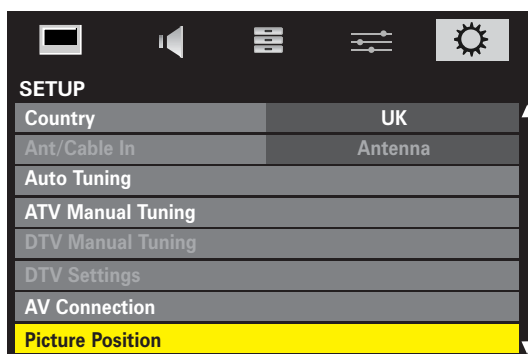 SETUP
Country UK
Ant/Cable In Antenna
Auto Tuning
ATV Manual Tuning
DTV Manual Tuning
DTV Settings
AV Connection
Picture Position